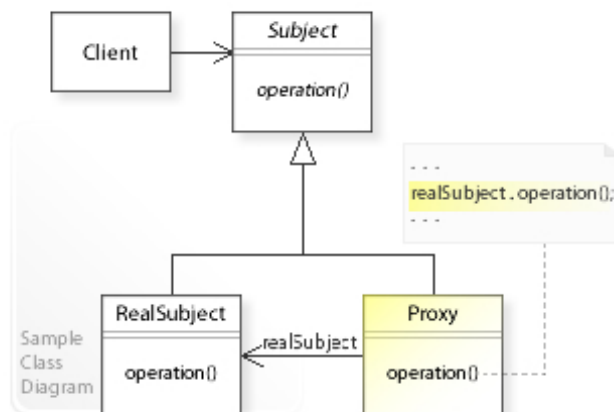 Client
Subject
operation()
- - -
realSubject.operation();
- - -
RealSubject
operation()
realSubject
Proxy
operation()
Sample
Class
Diagram